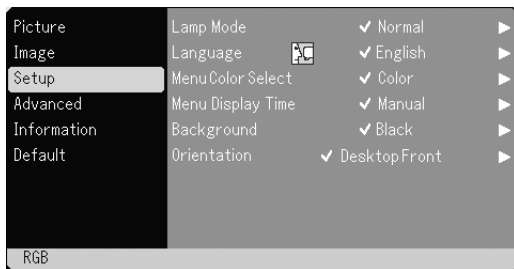 Picture
Image
Setup
Advanced
Information
Default
Lamp Mode ✓ Normal ▶
Language ✓ English ▶
Menu Color Select ✓ Color ▶
Menu Display Time ✓ Manual ▶
Background ✓ Black ▶
Orientation ✓ Desktop Front ▶
RGB